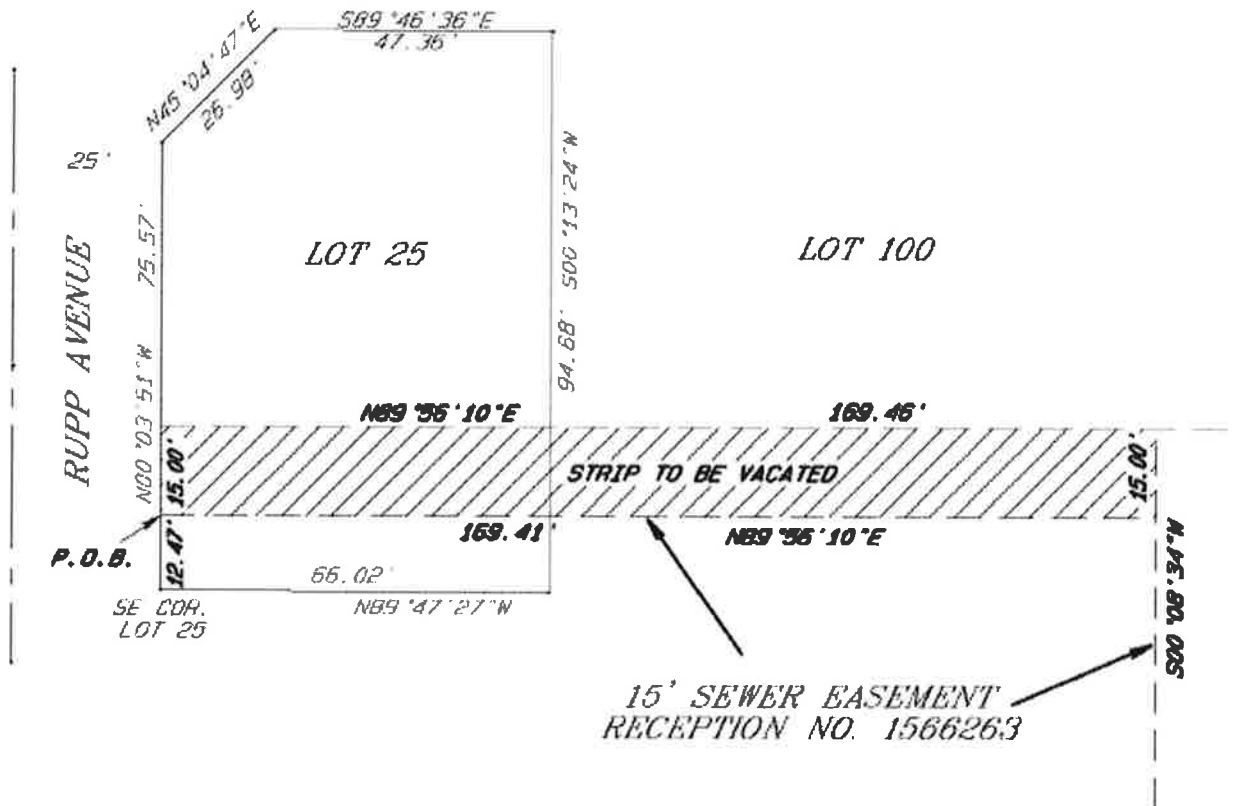 S89°46'36"E
47.36'
N45°04'47"E
26.98'
25'
RUPP AVENUE
N00°03'51"W 75.57'
LOT 25
94.68' S00°13'24"W
LOT 100
N89°56'10"E
169.46'
15.00'
STRIP TO BE VACATED
15.00'
169.41'
N89°56'10"E
P.O.B.
12.47'
66.02'
N89°47'27"W
SE COR.
LOT 25
S00°08'34"W
15' SEWER EASEMENT
RECEPTION NO. 1566263